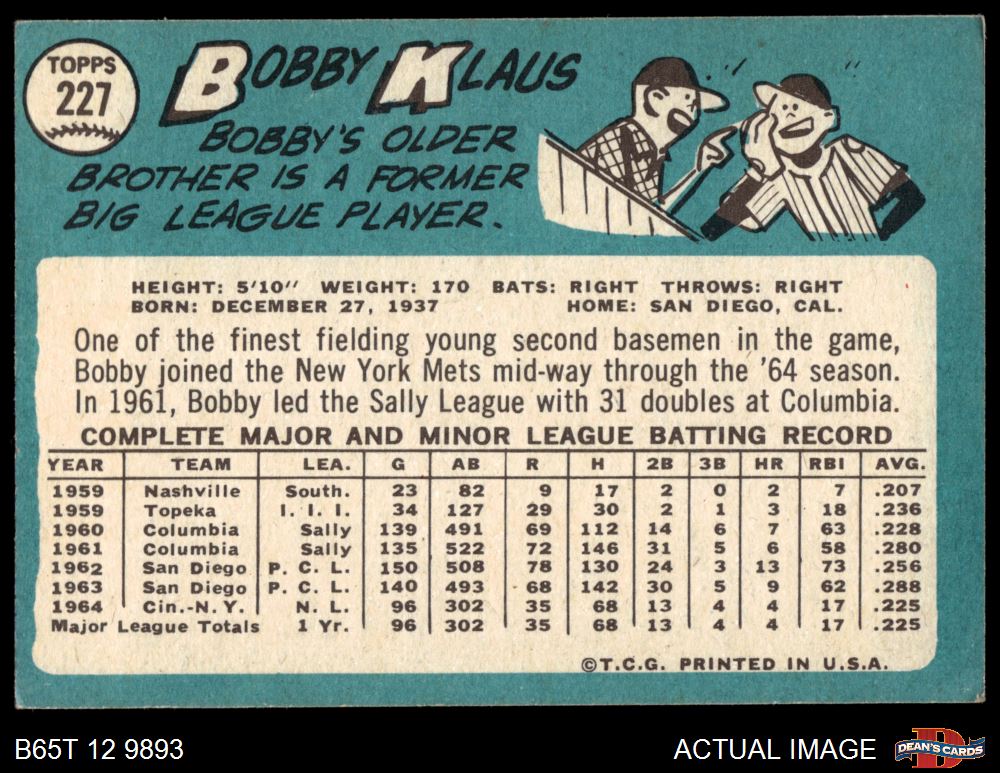 TOPPS
227
BOBBY KLAUS
BOBBY'S OLDER
BROTHER IS A FORMER
BIG LEAGUE PLAYER.
HEIGHT: 5'10" WEIGHT: 170 BATS: RIGHT THROWS: RIGHT
BORN: DECEMBER 27, 1937 HOME: SAN DIEGO, CAL.
One of the finest fielding young second basemen in the game,
Bobby joined the New York Mets mid-way through the '64 season.
In 1961, Bobby led the Sally League with 31 doubles at Columbia.
COMPLETE MAJOR AND MINOR LEAGUE BATTING RECORD
YEAR TEAM LEA. G AB R H 2B 3B HR RBI AVG.
1959 Nashville South. 23 82 9 17 2 0 2 7 .207
1959 Topeka I. I. I. 34 127 29 30 2 1 3 18 .236
1960 Columbia Sally 139 491 69 112 14 6 7 63 .228
1961 Columbia Sally 135 522 72 146 31 5 6 58 .280
1962 San Diego P. C. L. 150 508 78 130 24 3 13 73 .256
1963 San Diego P. C. L. 140 493 68 142 30 5 9 62 .288
1964 Cin.-N. Y. N. L. 96 302 35 68 13 4 4 17 .225
Major League Totals 1 Yr. 96 302 35 68 13 4 4 17 .225
©T.C.G. PRINTED IN U.S.A.
B65T 12 9893
ACTUAL IMAGE
D
DEAN'S CARDS